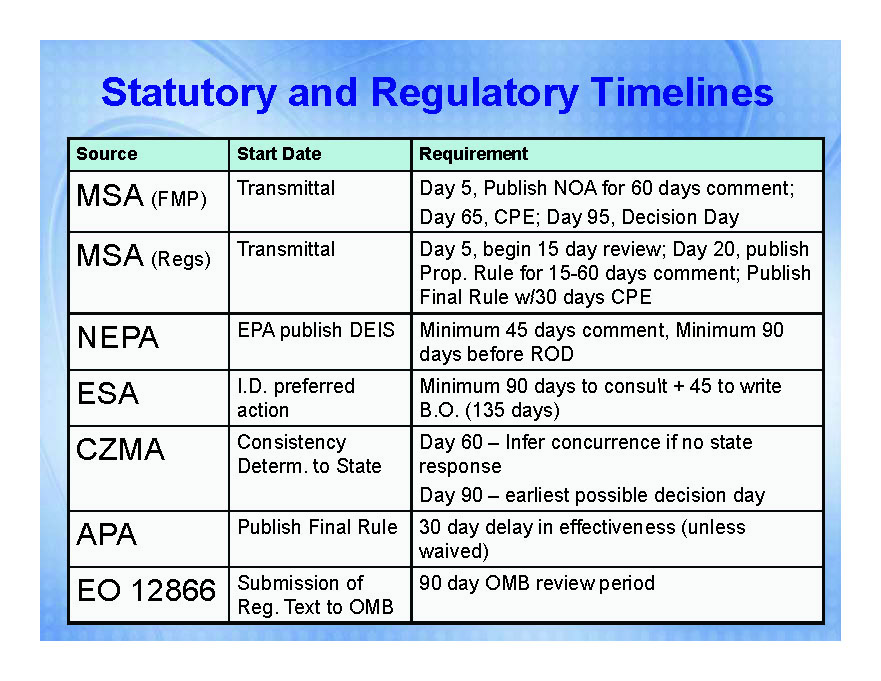 Statutory and Regulatory Timelines
Source Start Date Requirement
MSA (FMP) Transmittal Day 5, Publish NOA for 60 days comment;
Day 65, CPE; Day 95, Decision Day
MSA (Regs) Transmittal Day 5, begin 15 day review; Day 20, publish
Prop. Rule for 15-60 days comment; Publish
Final Rule w/30 days CPE
NEPA EPA publish DEIS Minimum 45 days comment, Minimum 90
days before ROD
ESA I.D. preferred Minimum 90 days to consult + 45 to write
action B.O. (135 days)
CZMA Consistency Day 60 – Infer concurrence if no state
Determ. to State response
Day 90 – earliest possible decision day
APA Publish Final Rule 30 day delay in effectiveness (unless
waived)
EO 12866 Submission of 90 day OMB review period
Reg. Text to OMB